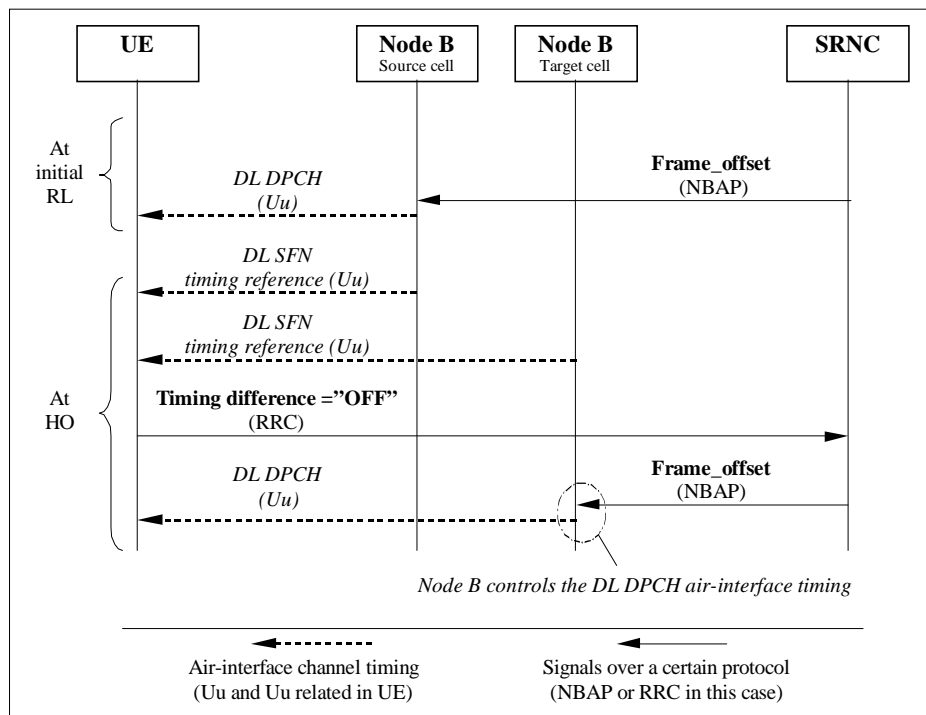 UE
Node B
Source cell
Node B
Target cell
SRNC
At
initial
RL
DL DPCH
(Uu)
Frame_offset
(NBAP)
DL SFN
timing reference (Uu)
DL SFN
timing reference (Uu)
At
HO
Timing difference =”OFF”
(RRC)
DL DPCH
(Uu)
Frame_offset
(NBAP)
Node B controls the DL DPCH air-interface timing
Air-interface channel timing
(Uu and Uu related in UE)
Signals over a certain protocol
(NBAP or RRC in this case)